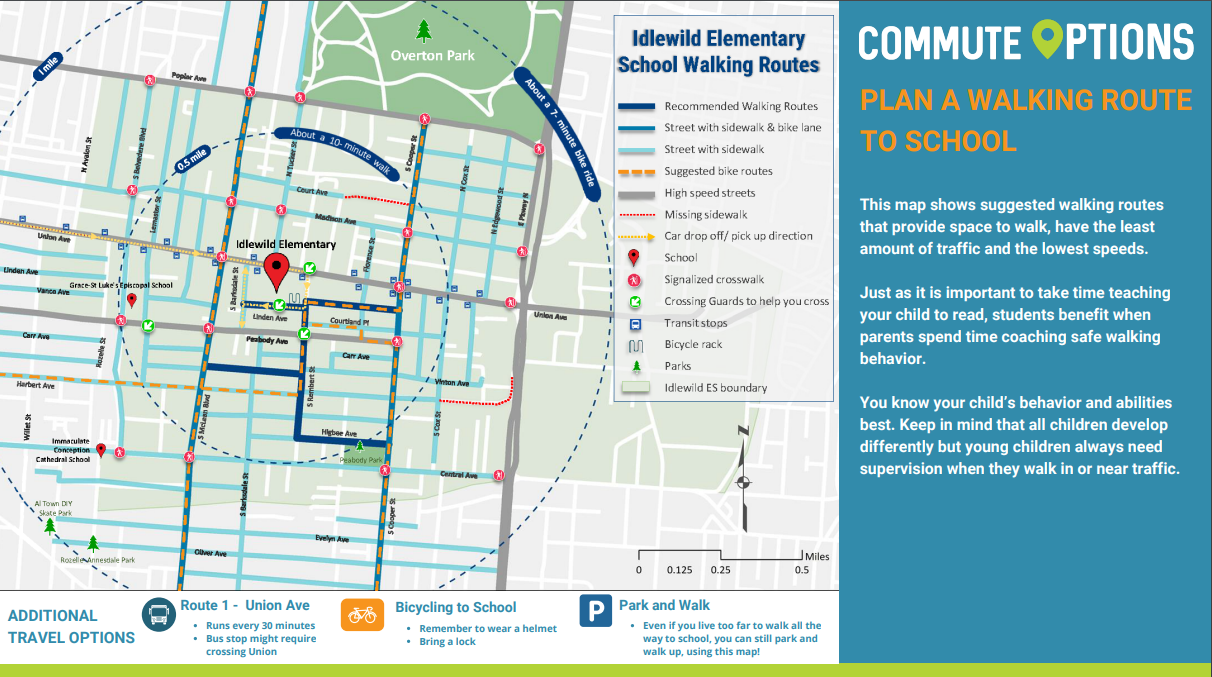 1 mile
Poplar Ave
Overton Park
About a 7- minute bike ride
N Avalon St
S Belvedere Blvd
0.5 mile
About a 10- minute walk
N Tucker St
S Cooper St
N Cox St
N Edgewood St
S Pkwy N
Lemaster St
Court Ave
Madison Ave
Union Ave
Idlewild Elementary
Florence St
Linden Ave
Vance Ave
Grace-St Luke's Episcopal School
S Barksdale St
Linden Ave
Courtland Pl
Union Ave
Carr Ave
Rozelle St
Peabody Ave
Carr Ave
Harbert Ave
Vinton Ave
S Rembert St
S McLean Blvd
S Cox St
Willet St
Higbee Ave
Immaculate
Conception
Cathedral School
Peabody Park
Central Ave
S Barksdale St
S Cooper St
Al Town DIY
Skate Park
Rozelle-Annesdale Park
Oliver Ave
Evelyn Ave
Idlewild Elementary
School Walking Routes
Recommended Walking Routes
Street with sidewalk & bike lane
Street with sidewalk
Suggested bike routes
High speed streets
Missing sidewalk
Car drop off/ pick up direction
School
Signalized crosswalk
Crossing Guards to help you cross
Transit stops
Bicycle rack
Parks
Idlewild ES boundary
N
Miles
0 0.125 0.25 0.5
COMMUTE OPTIONS
PLAN A WALKING ROUTE
TO SCHOOL
This map shows suggested walking routes
that provide space to walk, have the least
amount of traffic and the lowest speeds.
Just as it is important to take time teaching
your child to read, students benefit when
parents spend time coaching safe walking
behavior.
You know your child's behavior and abilities
best. Keep in mind that all children develop
differently but young children always need
supervision when they walk in or near traffic.
ADDITIONAL
TRAVEL OPTIONS
Route 1 - Union Ave
• Runs every 30 minutes
• Bus stop might require
crossing Union
Bicycling to School
• Remember to wear a helmet
• Bring a lock
P
Park and Walk
• Even if you live too far to walk all the
way to school, you can still park and
walk up, using this map!